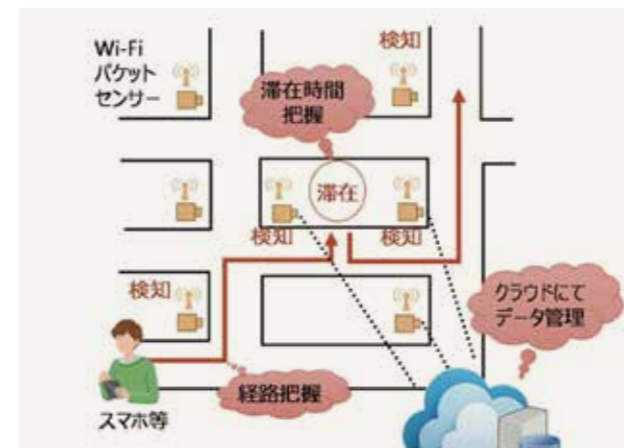 Wi-Fi
パケット
センサー
検知
滞在時間
把握
滞在
検知
検知
検知
クラウドにて
データ管理
経路把握
スマホ等